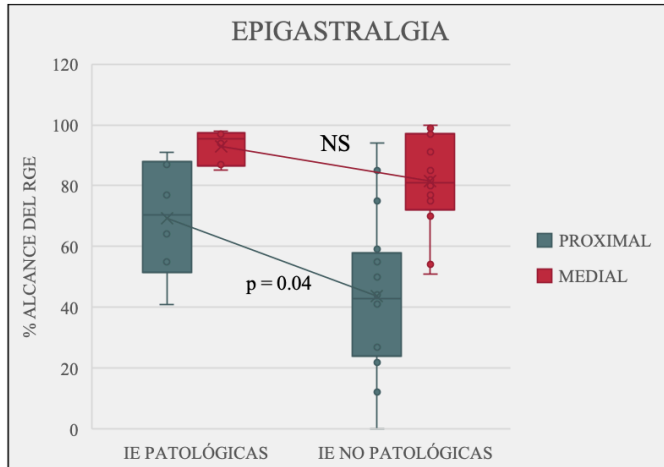 EPIGASTRALGIA
% ALCANCE DEL RGE
120
100
80
60
40
20
0
NS
p = 0.04
IE PATOLÓGICAS
IE NO PATOLÓGICAS
PROXIMAL
MEDIAL